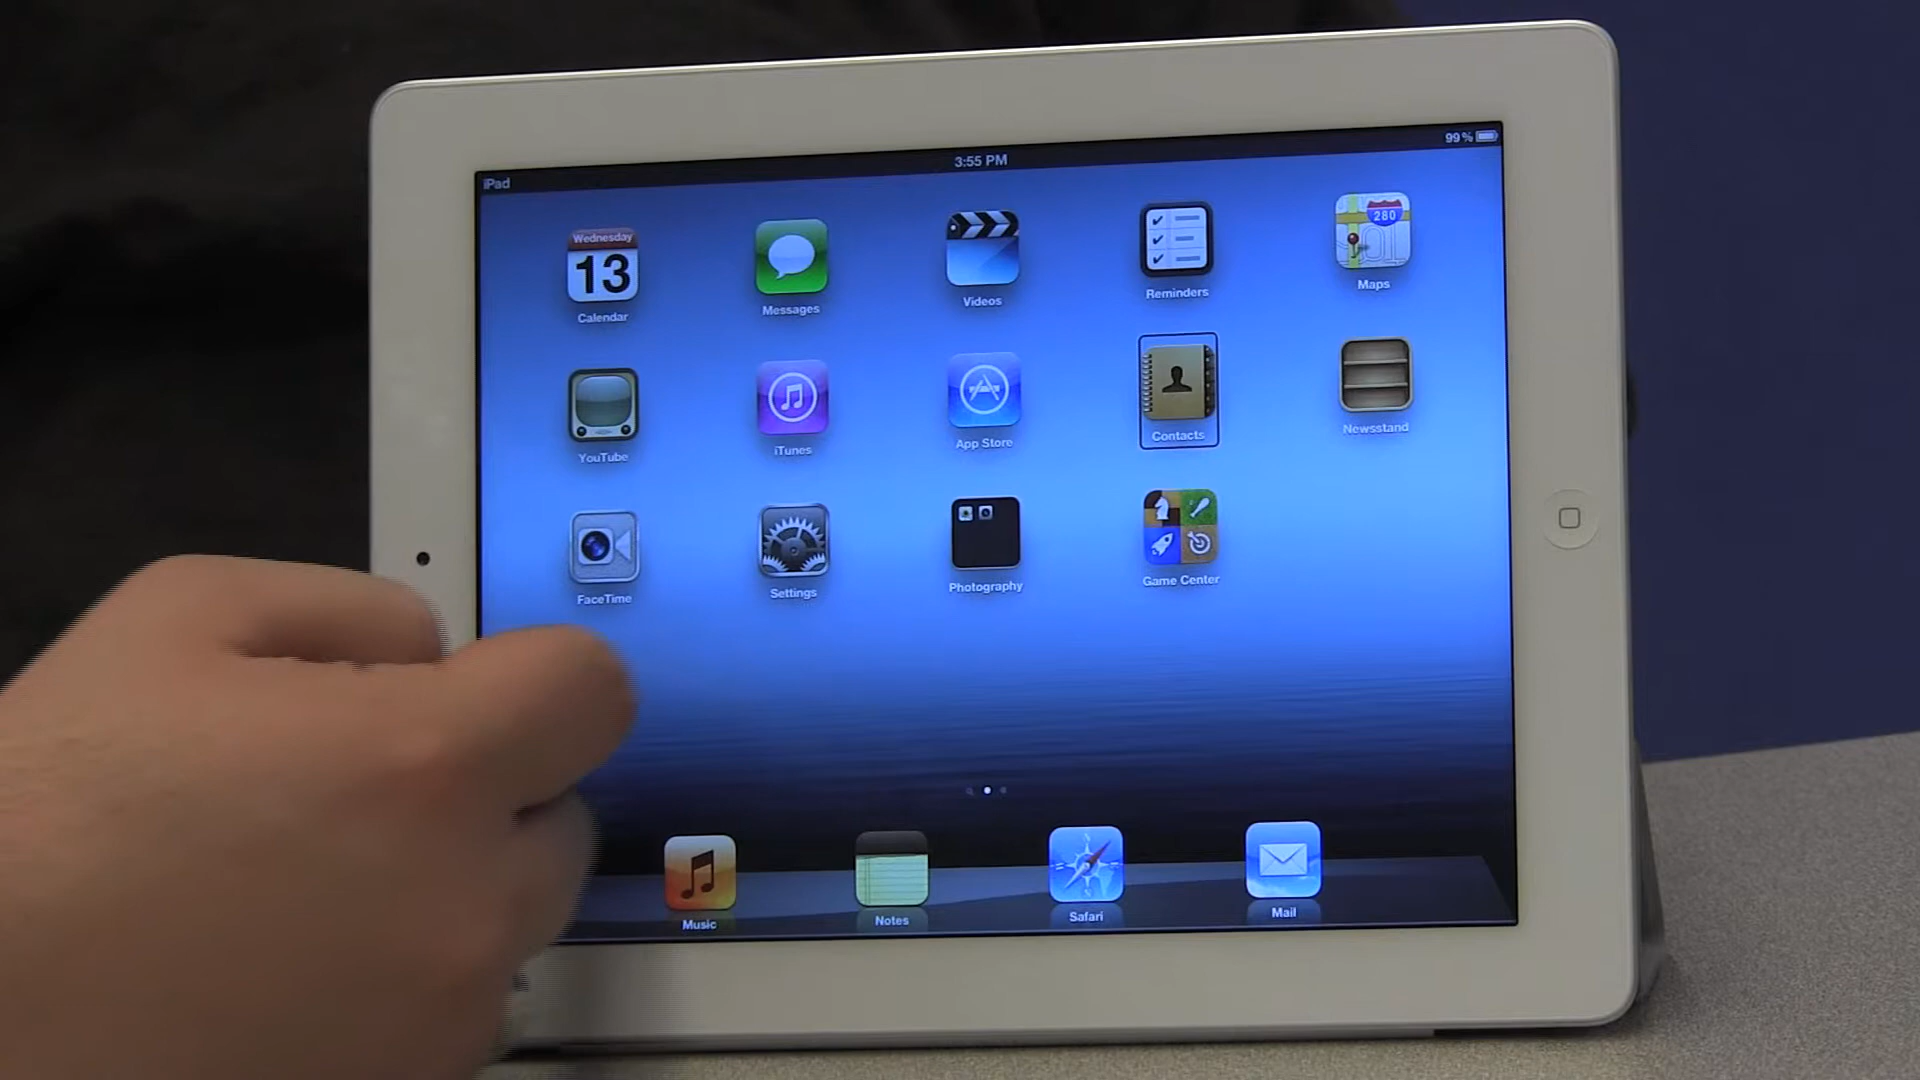 iPad
3:55 PM
99%
Wednesday
13
Calendar
Messages
Videos
Reminders
280
Maps
YouTube
iTunes
App Store
Contacts
Newsstand
FaceTime
Settings
Photography
Game Center
Music
Notes
Safari
Mail